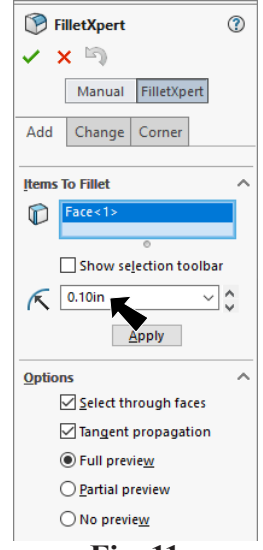 FilletXpert
Manual FilletXpert
Add Change Corner
Items To Fillet
Face<1>
Show selection toolbar
0.10in
Apply
Options
Select through faces
Tangent propagation
Full preview
Partial preview
No preview